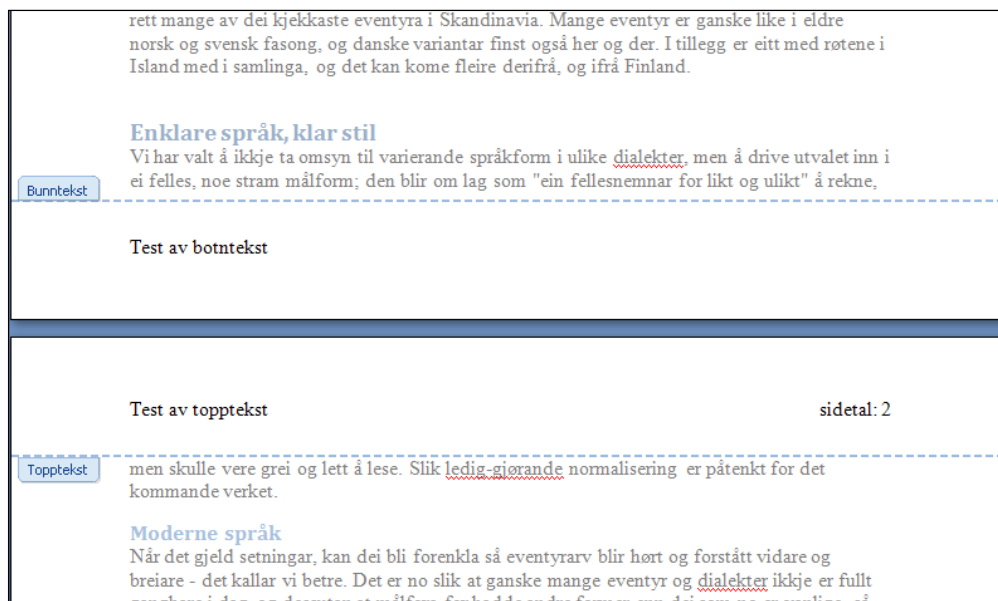 rett mange av dei kjekkaste eventyra i Skandinavia. Mange eventyr er ganske like i eldre
norsk og svensk fasong, og danske variantar finst også her og der. I tillegg er eitt med røtene i
Island med i samlinga, og det kan kome fleire derifrå, og ifrå Finland.
Enklare språk, klar stil
Vi har valt å ikkje ta omsyn til varierande språkform i ulike dialekter, men å drive utvalet inn i
ei felles, noe stram målform; den blir om lag som "ein fellesnemnar for likt og ulikt" å rekne,
Bunntekst
Test av botntekst
Test av topptekst sidetal: 2
Topptekst
men skulle vere grei og lett å lese. Slik ledig-gjørande normalisering er påtenkt for det
kommande verket.
Moderne språk
Når det gjeld setningar, kan dei bli forenkla så eventyrarv blir hørt og forstått vidare og
breiare - det kallar vi betre. Det er no slik at ganske mange eventyr og dialekter ikkje er fullt